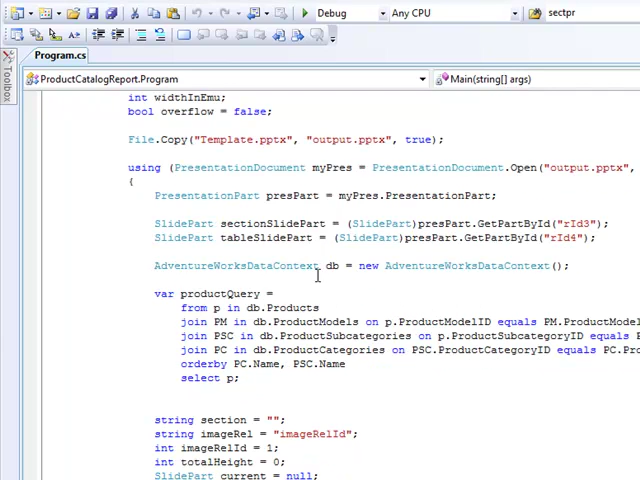 Debug
Any CPU
sectpr
Program.cs
Toolbox
ProductCatalogReport.Program
Main(string[] args)
int widthInEmu;
bool overflow = false;
File.Copy("Template.pptx", "output.pptx", true);
using (PresentationDocument myPres = PresentationDocument.Open("output.pptx",
{
PresentationPart presPart = myPres.PresentationPart;
SlidePart sectionSlidePart = (SlidePart)presPart.GetPartById("rId3");
SlidePart tableSlidePart = (SlidePart)presPart.GetPartById("rId4");
AdventureWorksDataContext db = new AdventureWorksDataContext();
var productQuery =
from p in db.Products
join PM in db.ProductModels on p.ProductModelID equals PM.ProductModel
join PSC in db.ProductSubcategories on p.ProductSubcategoryID equals P
join PC in db.ProductCategories on PSC.ProductCategoryID equals PC.Pro
orderby PC.Name, PSC.Name
select p;
string section = "";
string imageRel = "imageRelId";
int imageRelId = 1;
int totalHeight = 0;
SlidePart current = null;